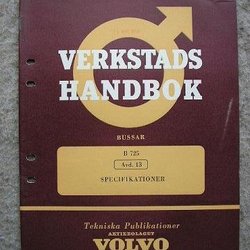 VERKSTADS
HANDBOK
BUSSAR
B 725
Avd. 13
SPECIFIKATIONER
Tekniska Publikationer
AKTIEBOLAGET
VOLVO